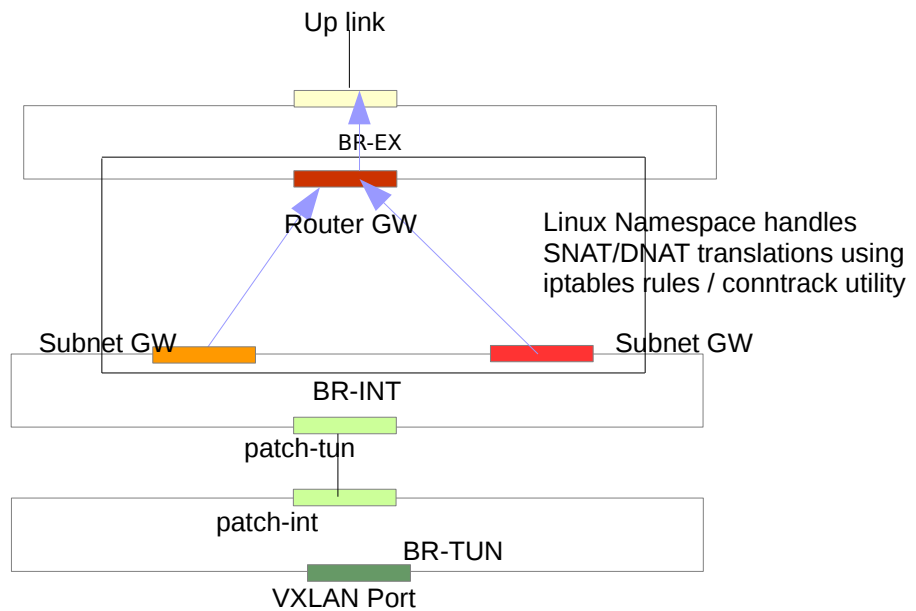 Up link
BR-EX
Router GW
Linux Namespace handles
SNAT/DNAT translations using
iptables rules / conntrack utility
Subnet GW
Subnet GW
BR-INT
patch-tun
patch-int
BR-TUN
VXLAN Port